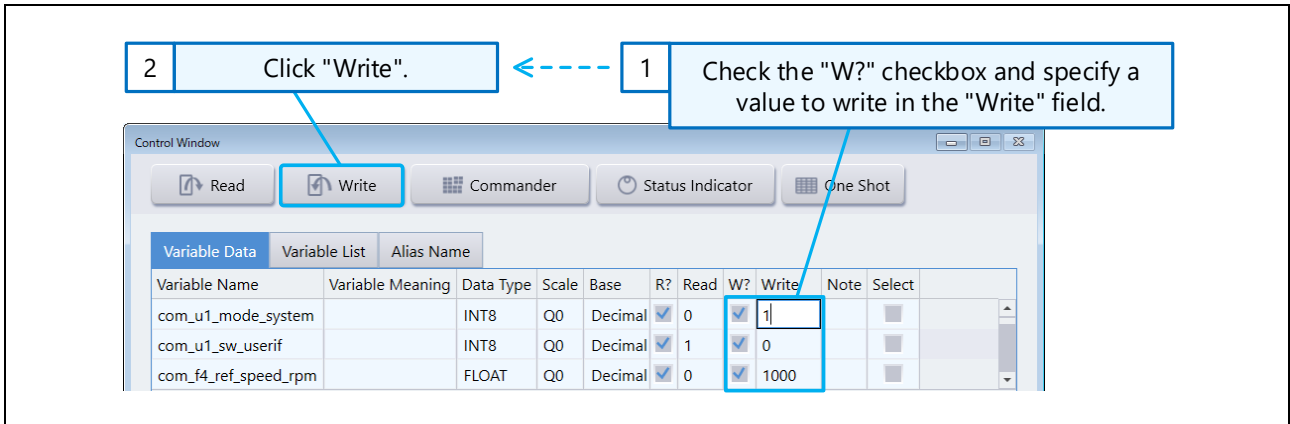 2 Click "Write".
1 Check the "W?" checkbox and specify a
value to write in the "Write" field.
Control Window
Read Write Commander Status Indicator One Shot
Variable Data Variable List Alias Name
Variable Name Variable Meaning Data Type Scale Base R? Read W? Write Note Select
com_u1_mode_system INT8 Q0 Decimal 0 1
com_u1_sw_userif INT8 Q0 Decimal 1 0
com_f4_ref_speed_rpm FLOAT Q0 Decimal 0 1000